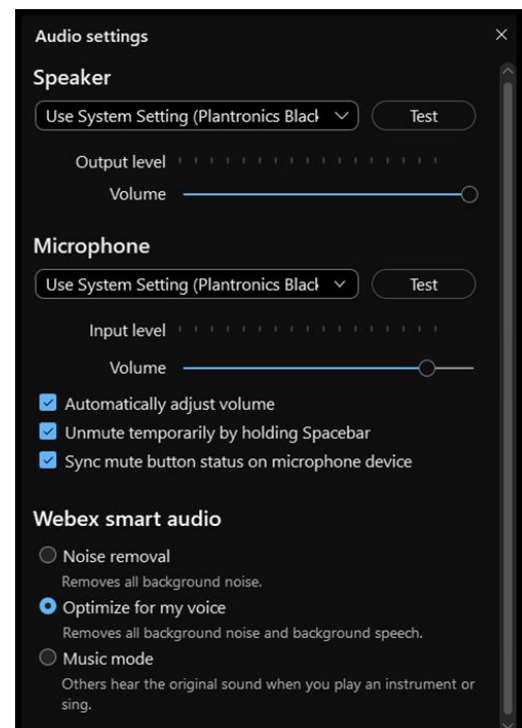 Audio settings
Speaker
Use System Setting (Plantronics Blac
Test
Output level
Volume
Microphone
Use System Setting (Plantronics Blac
Test
Input level
Volume
Automatically adjust volume
Unmute temporarily by holding Spacebar
Sync mute button status on microphone device
Webex smart audio
Noise removal
Removes all background noise.
Optimize for my voice
Removes all background noise and background speech.
Music mode
Others hear the original sound when you play an instrument or
sing.